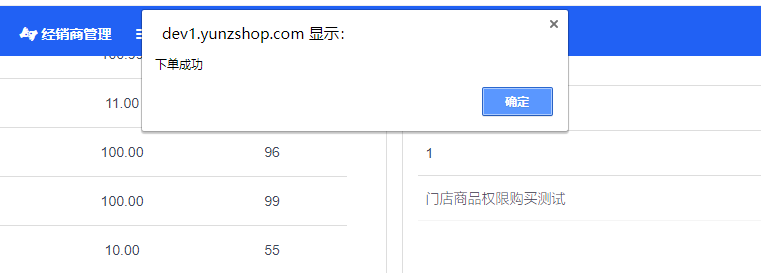 dev1.yunzshop.com 显示：
下单成功
确定
经销商管理
11.00
100.00 96
1
100.00 99
门店商品权限购买测试
10.00 55